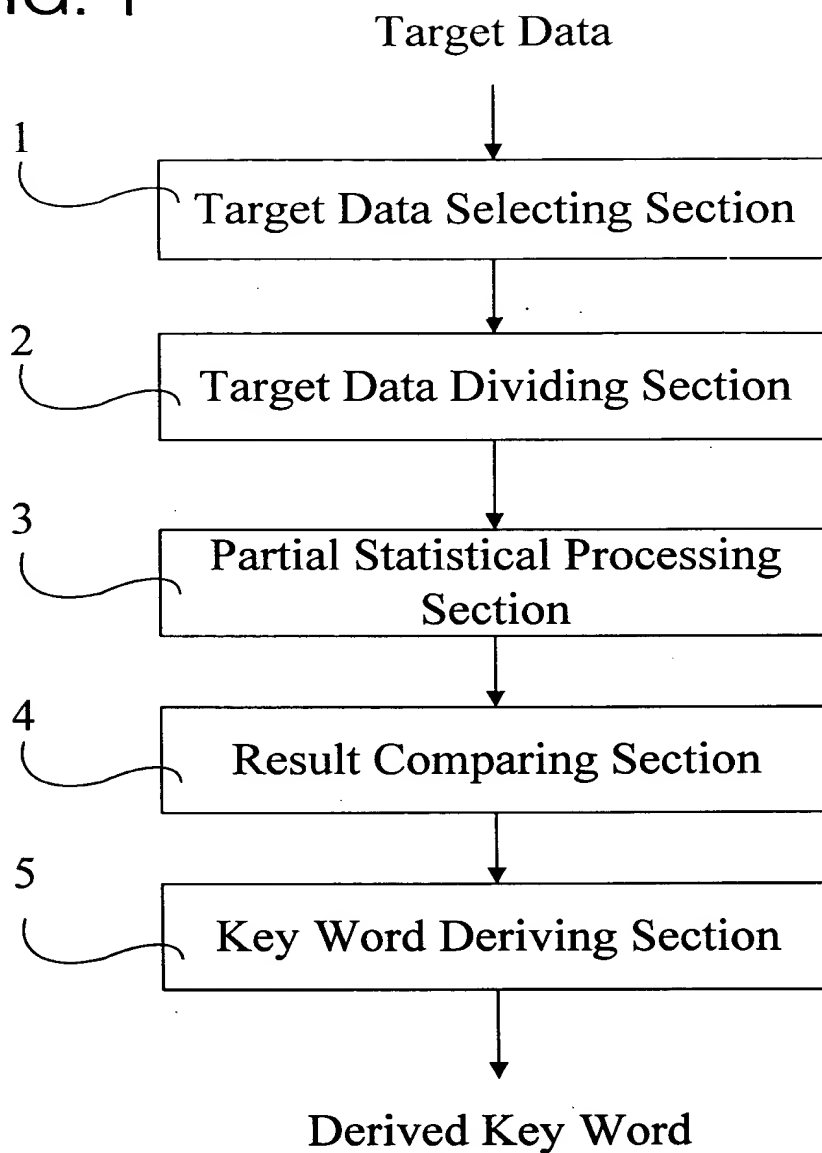 Target Data
1
Target Data Selecting Section
2
Target Data Dividing Section
3
Partial Statistical Processing
Section
4
Result Comparing Section
5
Key Word Deriving Section
Derived Key Word